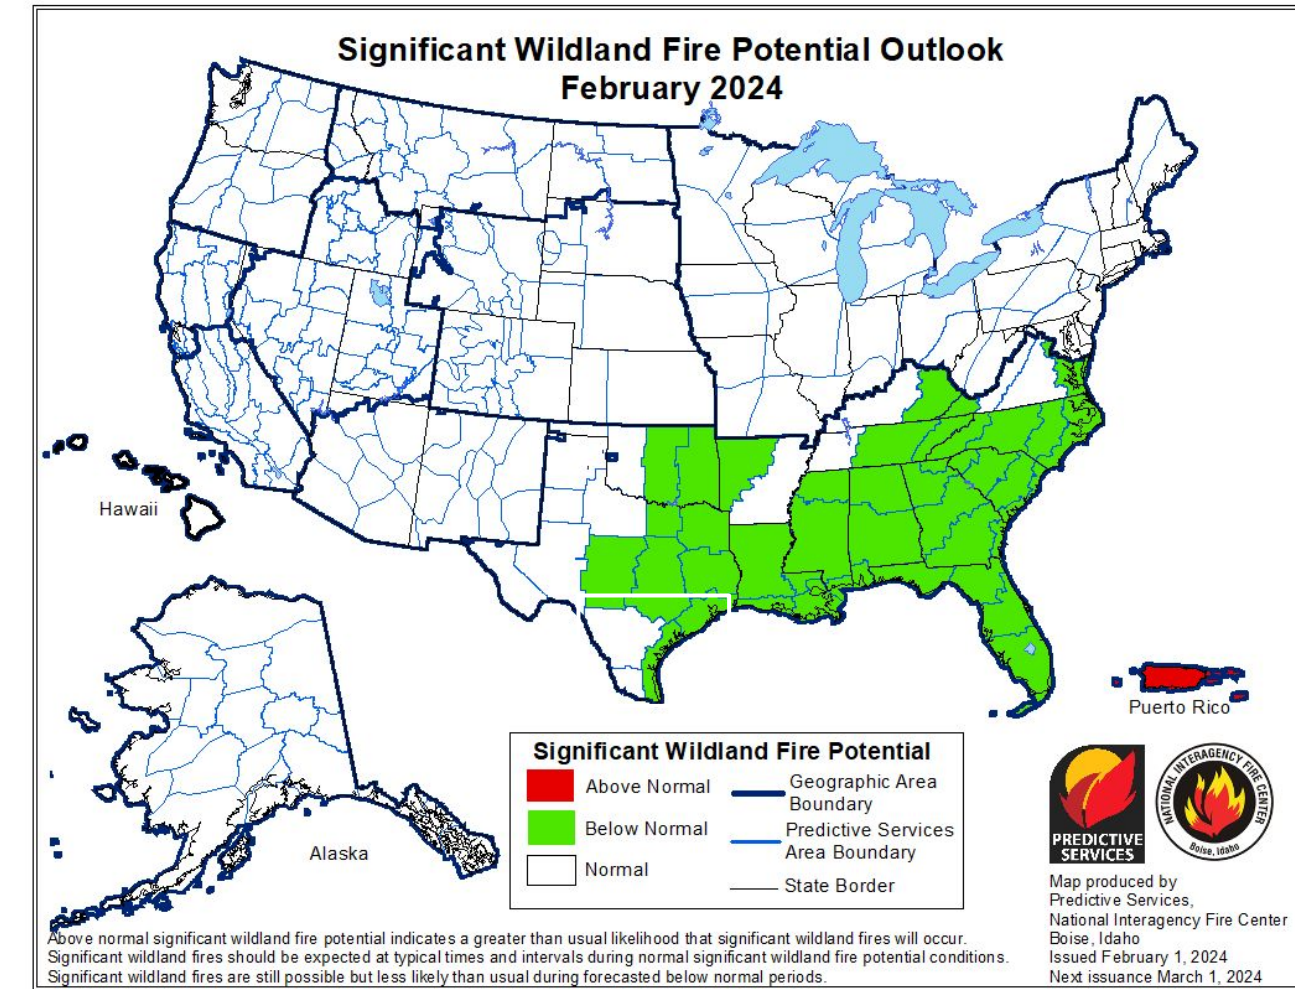 Significant Wildland Fire Potential Outlook
February 2024
Hawaii
Puerto Rico
Alaska
Significant Wildland Fire Potential
Above Normal
Below Normal
Normal
Geographic Area
Boundary
Predictive Services
Area Boundary
State Border
PREDICTIVE
SERVICES
NATIONAL INTERAGENCY FIRE CENTER
Boise, Idaho
Map produced by
Predictive Services,
National Interagency Fire Center
Boise, Idaho
Issued February 1, 2024
Next issuance March 1, 2024
Above normal significant wildland fire potential indicates a greater than usual likelihood that significant wildland fires will occur.
Significant wildland fires should be expected at typical times and intervals during normal significant wildland fire potential conditions.
Significant wildland fires are still possible but less likely than usual during forecasted below normal periods.